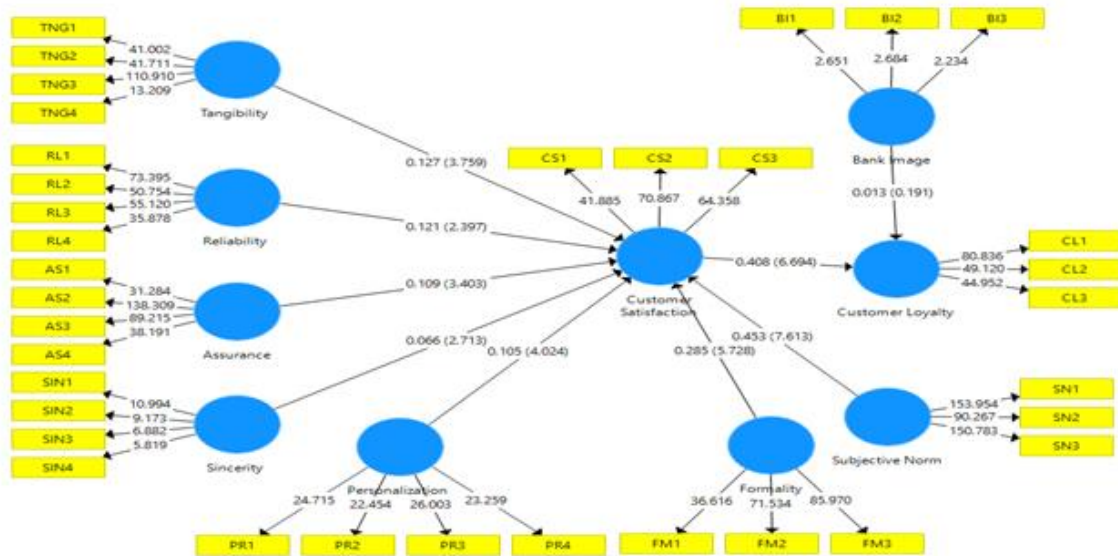 TNG1
TNG2
TNG3
TNG4
41.002
41.711
110.910
13.209
Tangibility
BI1
BI2
BI3
2.651
2.684
2.234
Bank Image
0.127 (3.759)
0.013 (0.191)
RL1
RL2
RL3
RL4
73.395
50.754
55.120
35.878
Reliability
0.121 (2.397)
CS1
CS2
CS3
41.885
70.867
64.358
Customer
Satisfaction
0.408 (6.694)
CL1
CL2
CL3
80.836
49.120
44.952
Customer Loyalty
AS1
AS2
AS3
AS4
31.284
138.309
89.215
38.191
Assurance
0.109 (3.403)
SIN1
SIN2
SIN3
SIN4
10.994
9.173
6.882
5.819
Sincerity
0.066 (2.713)
0.105 (4.024)
0.285 (5.728)
0.453 (7.613)
SN1
SN2
SN3
153.954
90.267
150.783
Subjective Norm
Personalization
24.715
22.454
26.003
23.259
PR1
PR2
PR3
PR4
Formality
36.616
71.534
85.970
FM1
FM2
FM3